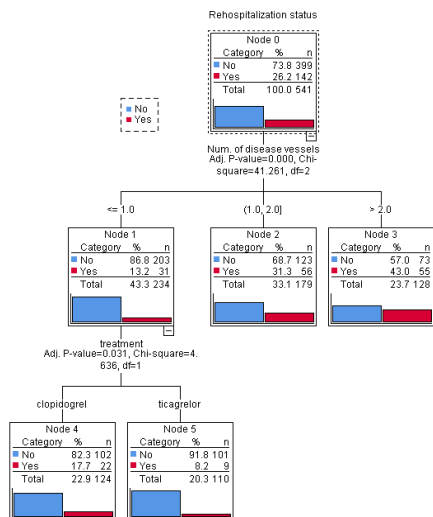 Rehospitalization status
Node 0
Category % n
No 73.8 399
Yes 26.2 142
Total 100.0 541
No
Yes
Num. of disease vessels
Adj. P-value=0.000, Chi-
square=41.261, df=2
<= 1.0
(1.0, 2.0]
> 2.0
Node 1
Category % n
No 86.8 203
Yes 13.2 31
Total 43.3 234
Node 2
Category % n
No 68.7 123
Yes 31.3 56
Total 33.1 179
Node 3
Category % n
No 57.0 73
Yes 43.0 55
Total 23.7 128
treatment
Adj. P-value=0.031, Chi-square=4.
636, df=1
clopidogrel
ticagrelor
Node 4
Category % n
No 82.3 102
Yes 17.7 22
Total 22.9 124
Node 5
Category % n
No 91.8 101
Yes 8.2 9
Total 20.3 110